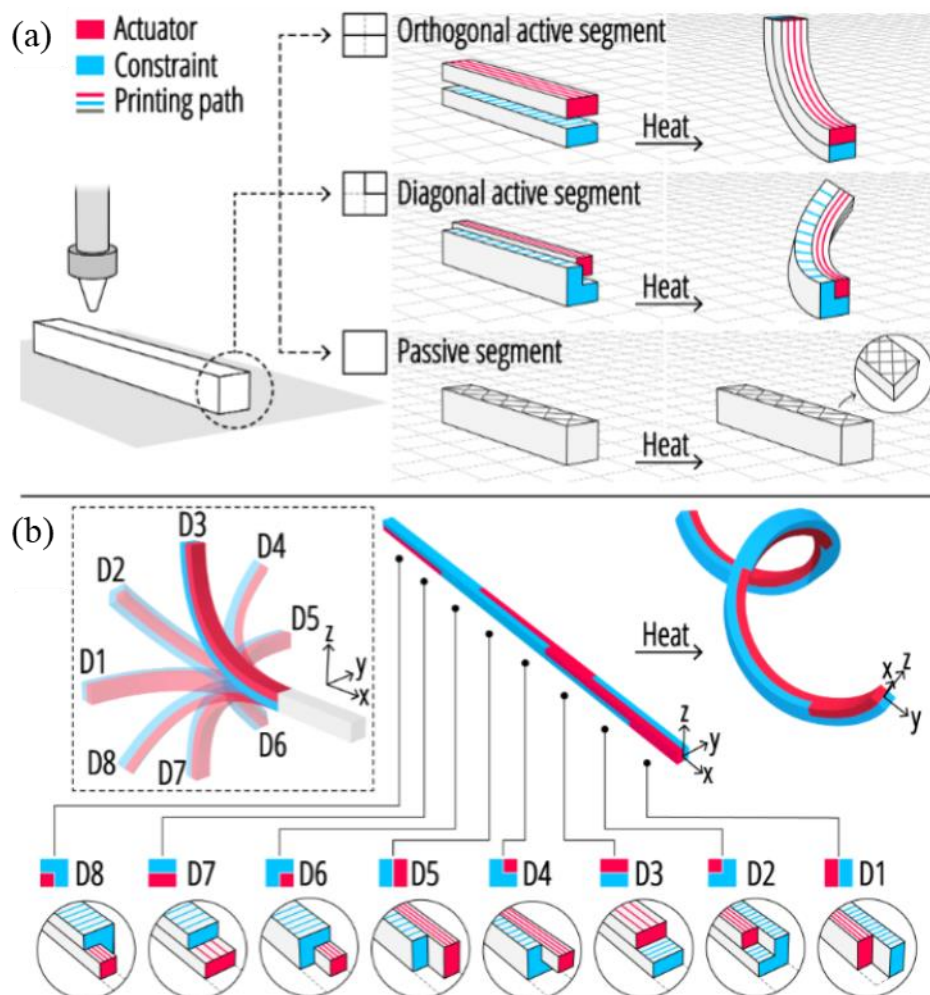 (a)
Actuator
Constraint
Printing path
Orthogonal active segment
Heat
Diagonal active segment
Heat
Passive segment
Heat
(b)
D3
D4
D2
D5
D1
D6
D8
D7
z
y
x
z
y
x
Heat
x
z
y
D8 D7 D6 D5 D4 D3 D2 D1